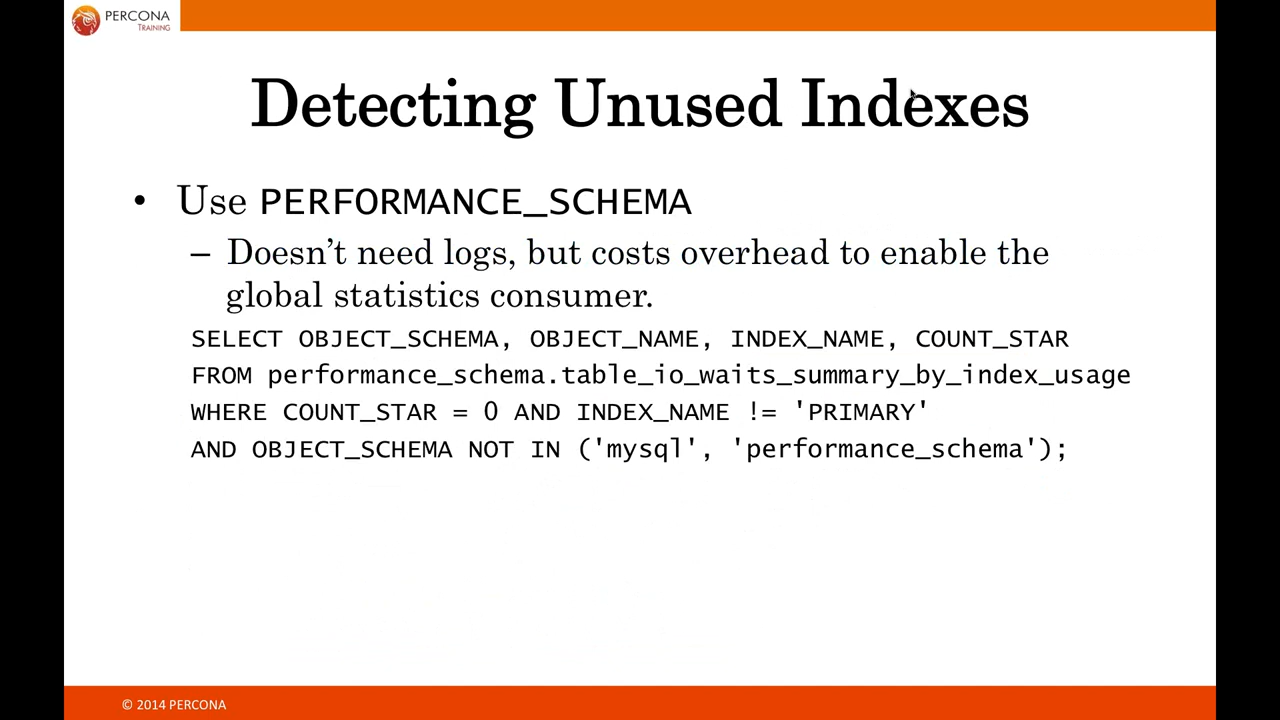 PERCONA
TRAINING
Detecting Unused Indexes
• Use PERFORMANCE_SCHEMA
– Doesn’t need logs, but costs overhead to enable the
global statistics consumer.
SELECT OBJECT_SCHEMA, OBJECT_NAME, INDEX_NAME, COUNT_STAR
FROM performance_schema.table_io_waits_summary_by_index_usage
WHERE COUNT_STAR = 0 AND INDEX_NAME != 'PRIMARY'
AND OBJECT_SCHEMA NOT IN ('mysql', 'performance_schema');
© 2014 PERCONA